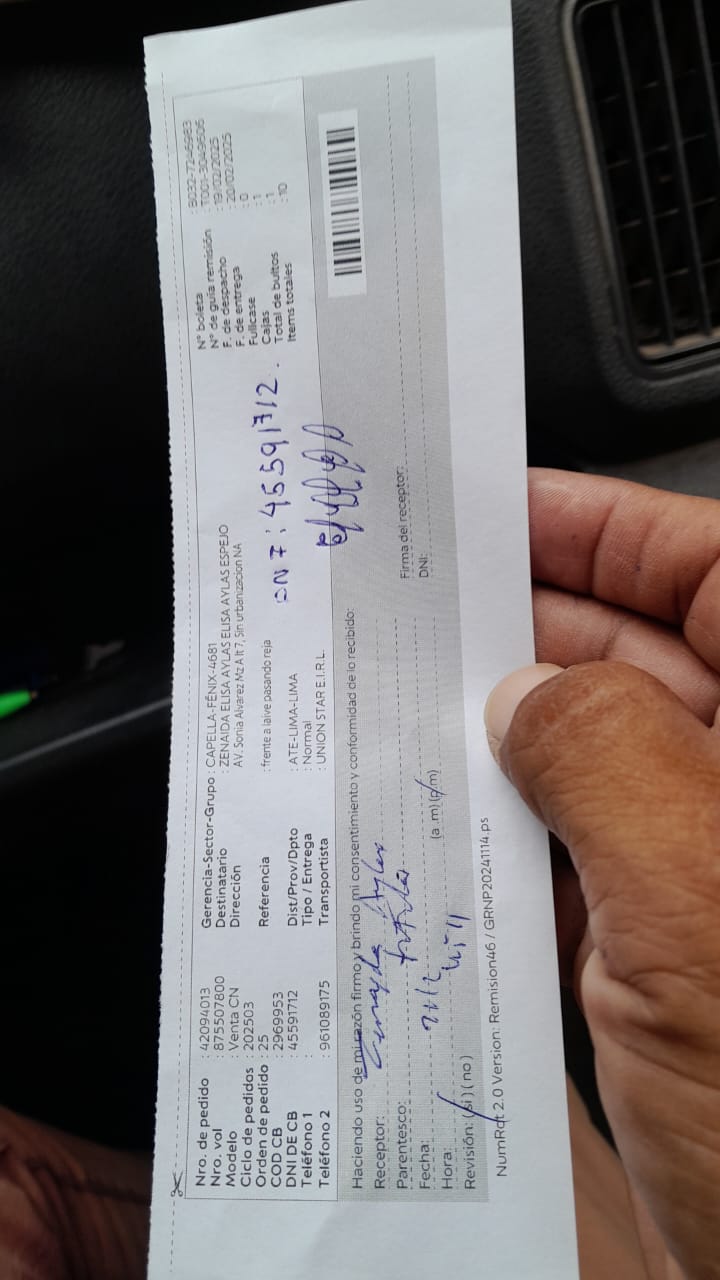 Nro. de pedido : 42094013
Nro. vol : 875507800
Modelo Venta CN
Ciclo de pedidos : 202503
Orden de pedido : 25
COD CB : 2969953
DNI DE CB : 45591712
Teléfono 1 :
Teléfono 2 : 961089175
Gerencia-Sector-Grupo : CAPELLA-FÉNIX-4681
Destinatario : ZENAIDA ELISA AYLAS ELISA AYLAS ESPEJO
Dirección AV. Sonia Alvarez Mz A lt 7, Sin urbanizacion NA
Referencia : frente a laive pasando reja
Dist/Prov/Dpto : ATE-LIMA-LIMA
Tipo / Entrega : Normal
Transportista : UNION STAR E.I.R.L.
: 45591712.
N° boleta
N° de guía remisión : T001-30496506
F. de despacho : 19/02/2025
F. de entrega : 20/02/2025
Fullcase : 0
Cajas : 1
Total de bultos : 1
Items totales : 10
Haciendo uso de mi razón firmo y brindo mi consentimiento y conformidad de lo recibido:
Receptor:
Parentesco:
Fecha:
Hora: (a .m) (p/m)
Revisión: (si) (no)
Firma del receptor:
DNI:
NumRdt 2.0 Version: Remision46 / GRNP20241114.ps